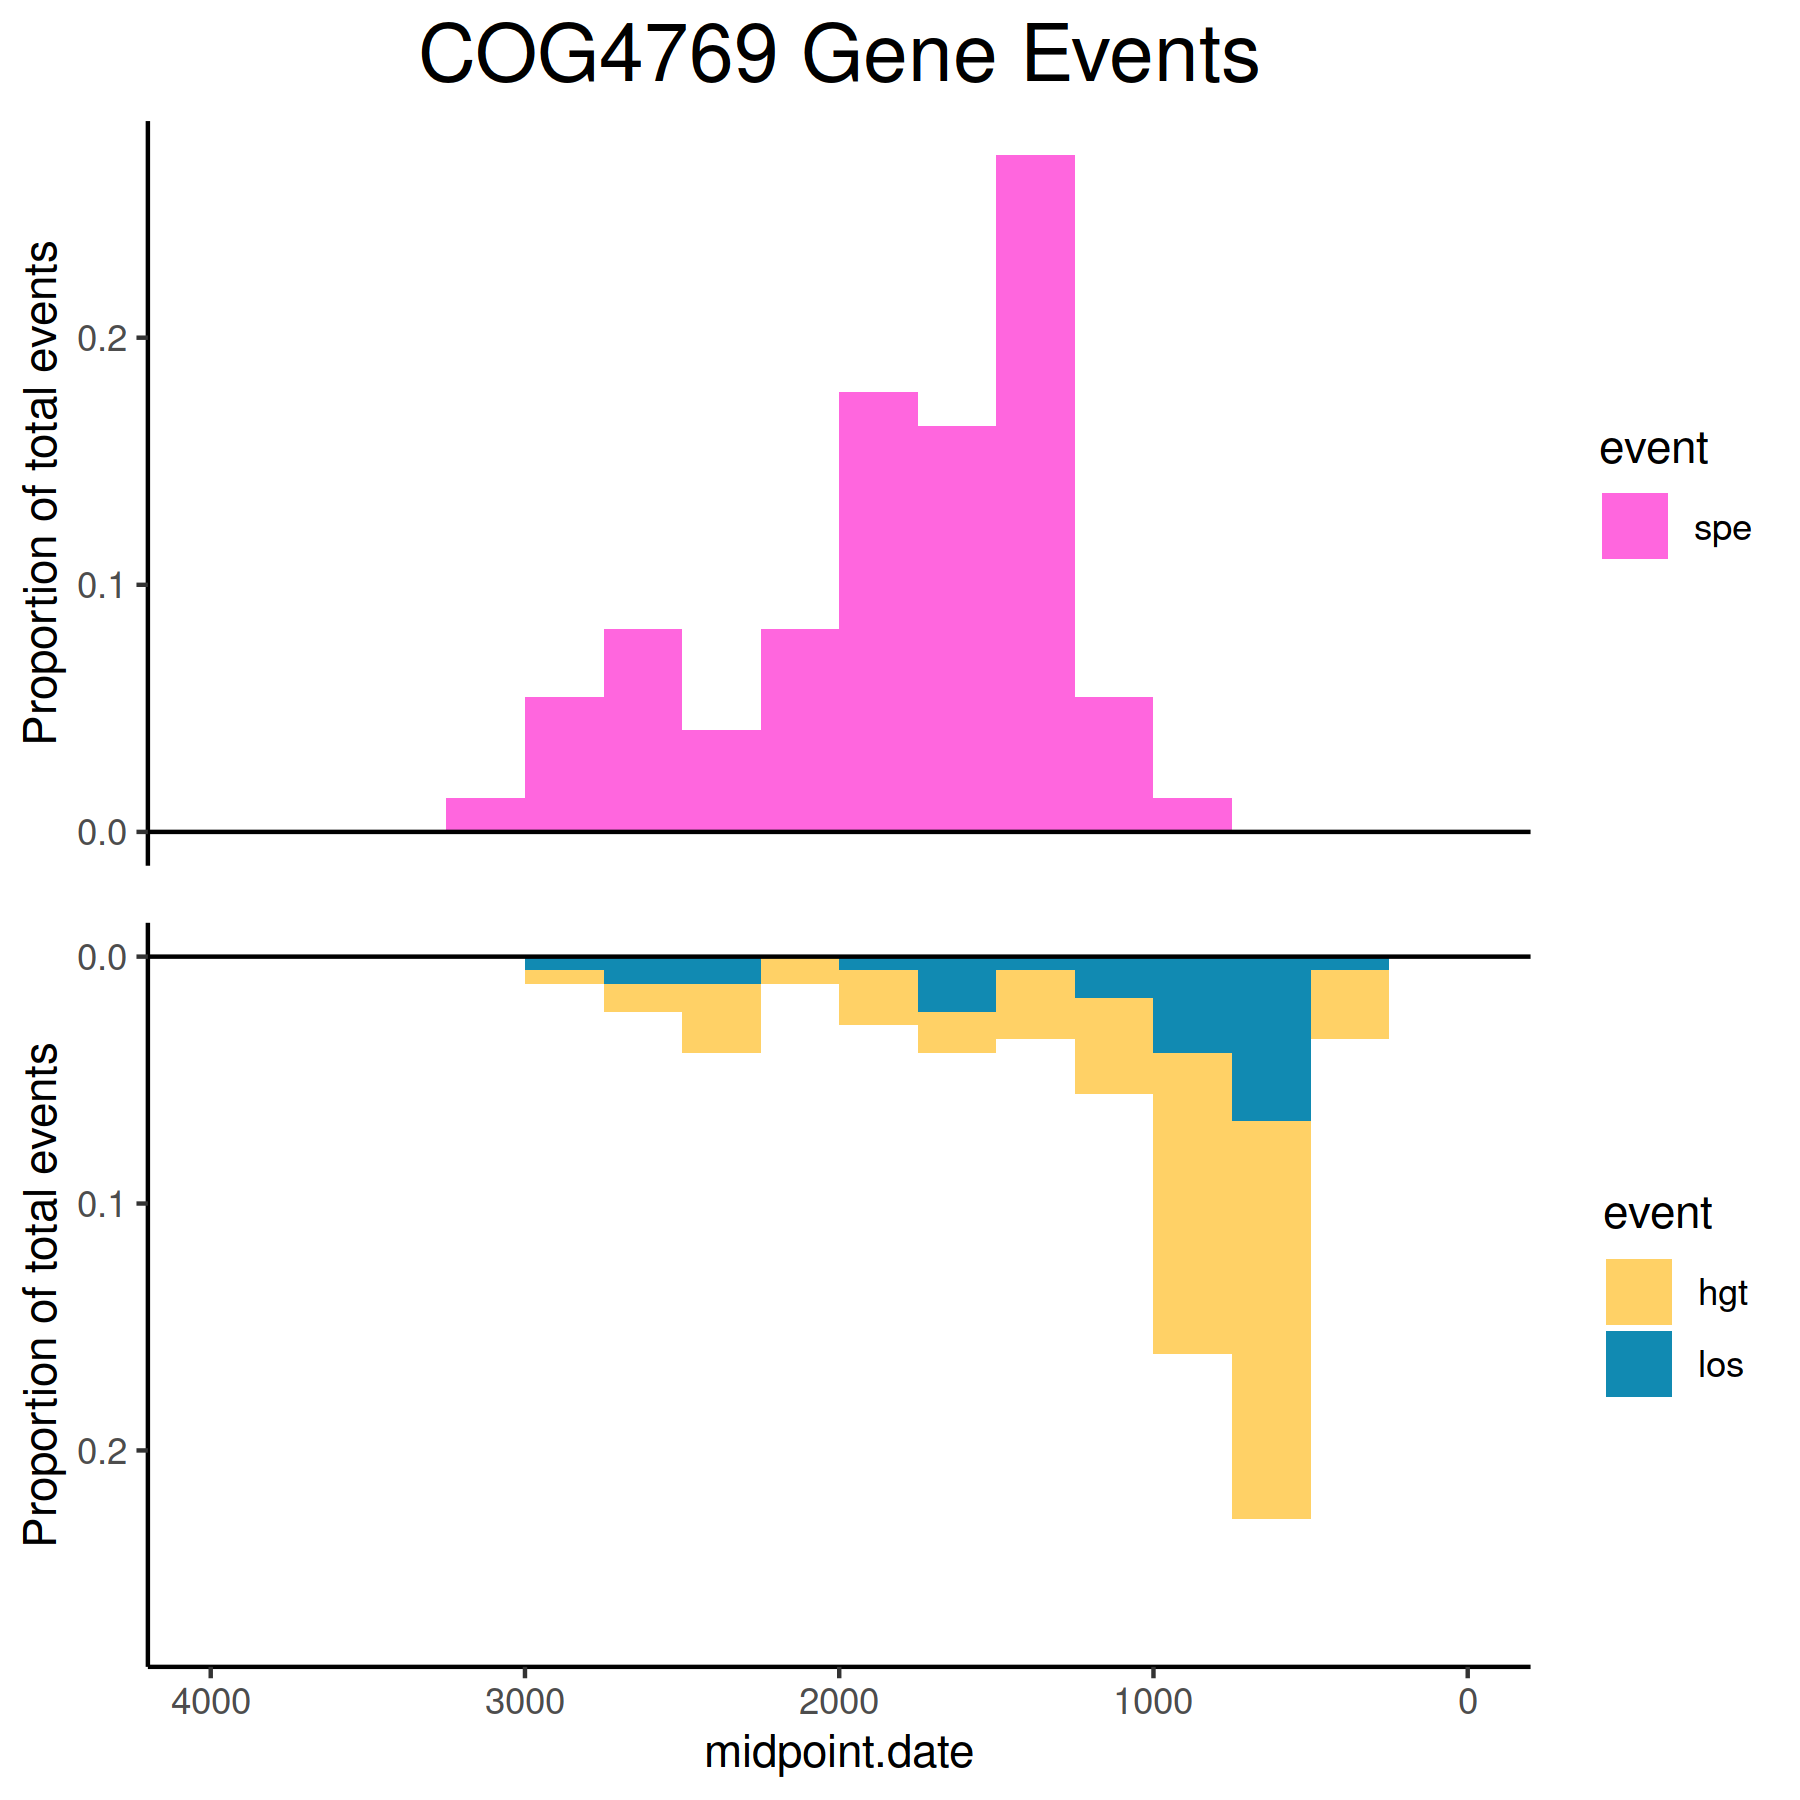 COG4769 Gene Events
Proportion of total events
0.2
0.1
0.0
event
spe
Proportion of total events
0.0
0.1
0.2
event
hgt
los
4000 3000 2000 1000 0
midpoint.date